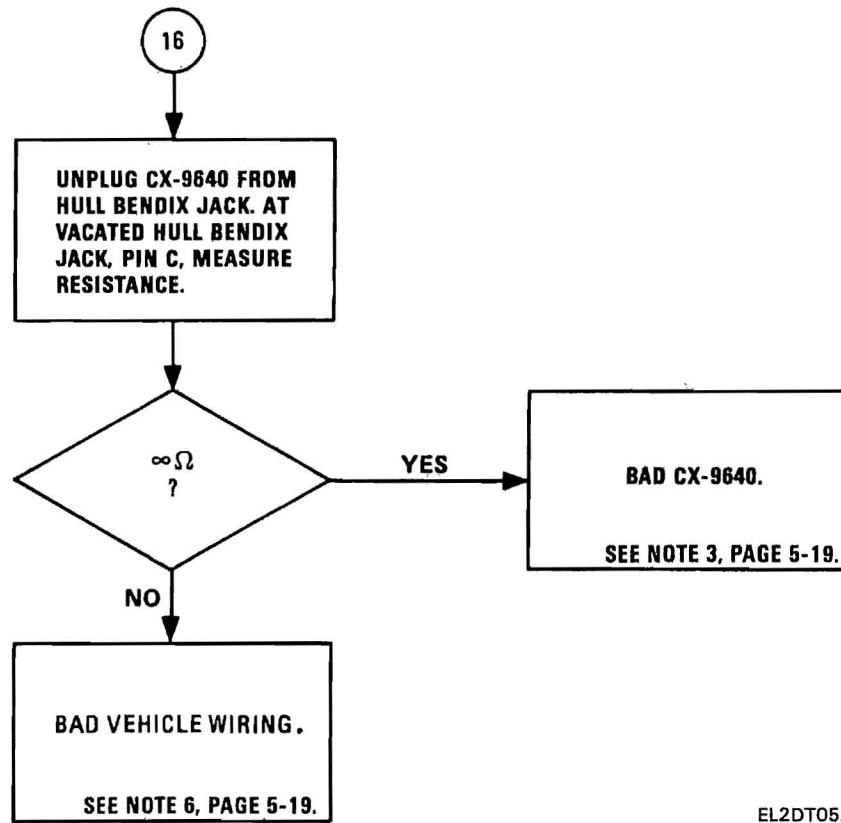 16
UNPLUG CX-9640 FROM
HULL BENDIX JACK. AT
VACATED HULL BENDIX
JACK, PIN C, MEASURE
RESISTANCE.
∞Ω
?
YES
BAD CX-9640.
SEE NOTE 3, PAGE 5-19.
NO
BAD VEHICLE WIRING.
SEE NOTE 6, PAGE 5-19.
EL2DT05